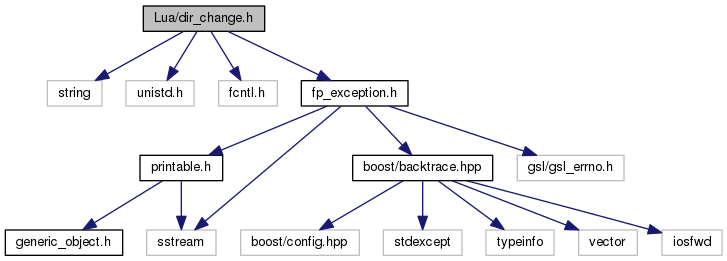 Lua/dir_change.h
string
unistd.h
fcntl.h
fp_exception.h
printable.h
boost/backtrace.hpp
gsl/gsl_errno.h
generic_object.h
sstream
boost/config.hpp
stdexcept
typeinfo
vector
iosfwd